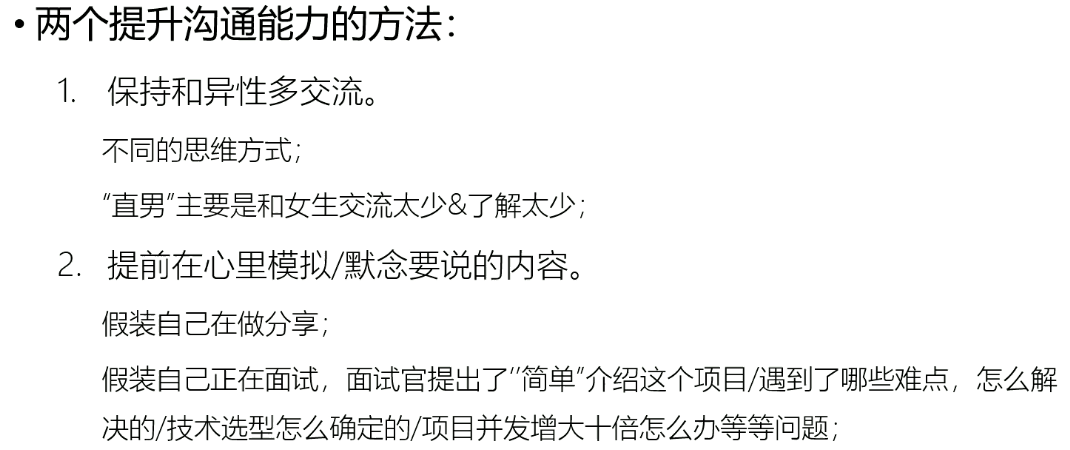 • 两个提升沟通能力的方法：
1. 保持和异性多交流。
不同的思维方式；
“直男”主要是和女生交流太少&了解太少；
2. 提前在心里模拟/默念要说的内容。
假装自己在做分享；
假装自己正在面试，面试官提出了’’简单”介绍这个项目/遇到了哪些难点，怎么解
决的/技术选型怎么确定的/项目并发增大十倍怎么办等等问题；